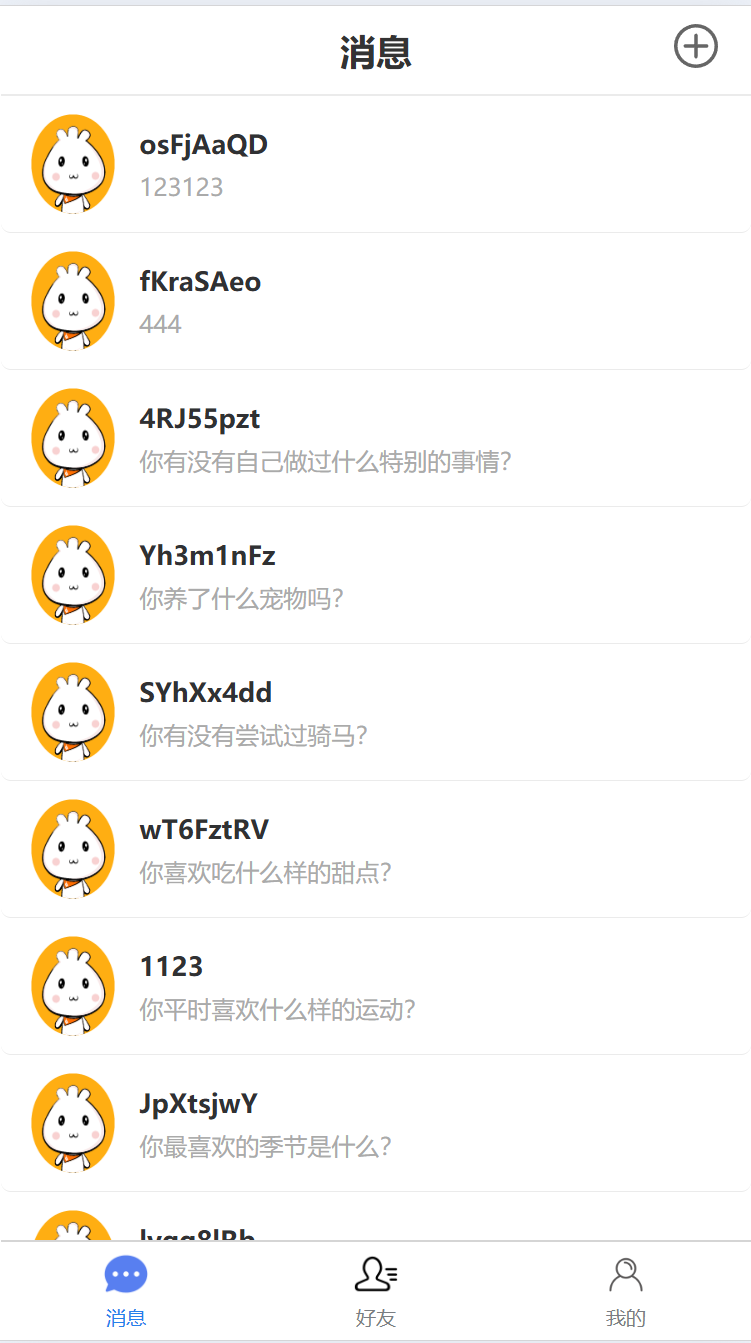 消息
osFjAaQD
123123
fKraSAeo
444
4RJ55pzt
你有没有自己做过什么特别的事情?
Yh3m1nFz
你养了什么宠物吗?
SYhXx4dd
你有没有尝试过骑马?
wT6FztRV
你喜欢吃什么样的甜点?
1123
你平时喜欢什么样的运动?
JpXtsjwY
你最喜欢的季节是什么?
消息
好友
我的